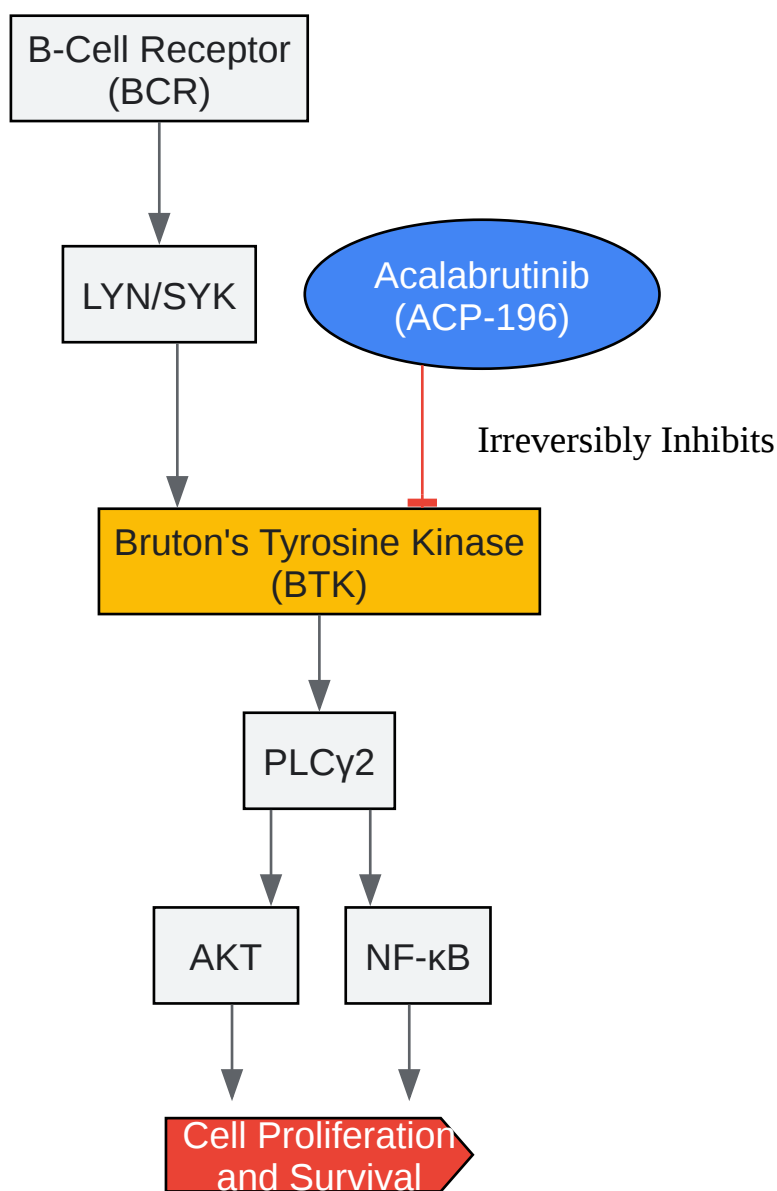 B-Cell Receptor
(BCR)
LYN/SYK
Acalabrutinib
(ACP-196)
Irreversibly Inhibits
Bruton's Tyrosine Kinase
(BTK)
PLCγ2
AKT
NF-κB
Cell Proliferation
and Survival